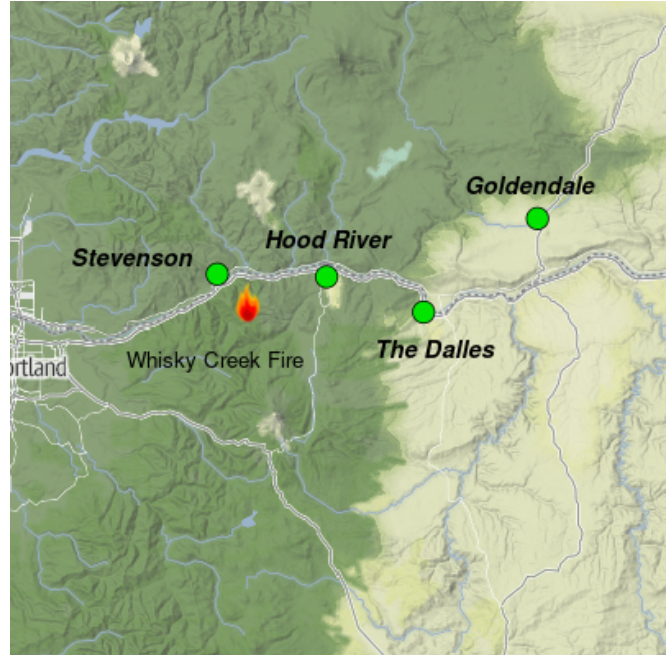 Goldendale
Hood River
Stevenson
The Dalles
Whisky Creek Fire
ortland